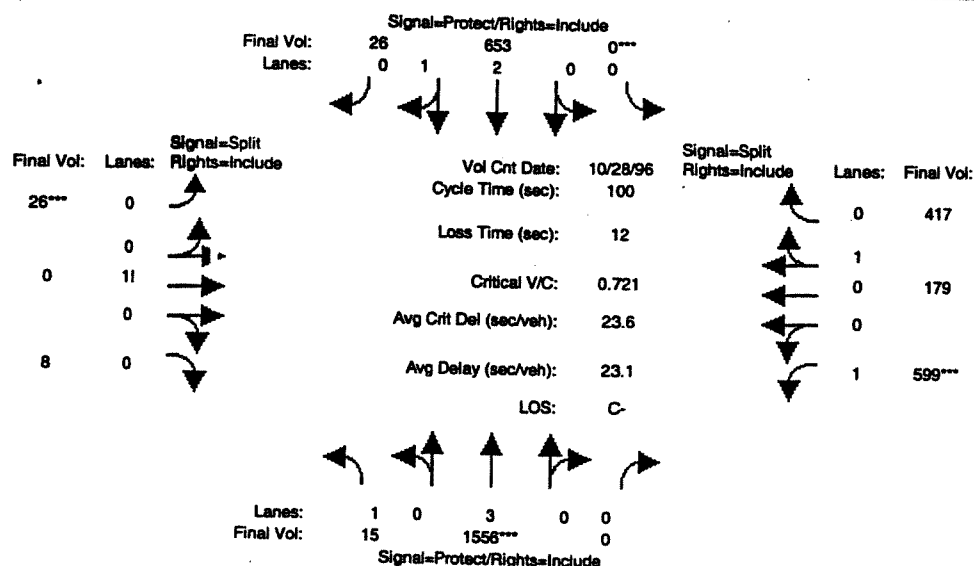 Signal=Protect/Rights=Include
Final Vol: 26 653 0***
Lanes: 0 1 2 0 0
Signal=Split
Final Vol: Lanes: Rights=Include
Signal=Split
Rights=Include Lanes: Final Vol:
Vol Cnt Date: 10/28/96
Cycle Time (sec): 100
26*** 0
0 417
Loss Time (sec): 12
0
1
0 1! Critical V/C: 0.721 0 179
0 Avg Crit Del (sec/veh): 23.6 0
8 0 Avg Delay (sec/veh): 23.1 1 599***
LOS: C-
Lanes: 1 0 3 0 0
Final Vol: 15 1556*** 0
Signal=Protect/Rights=Include